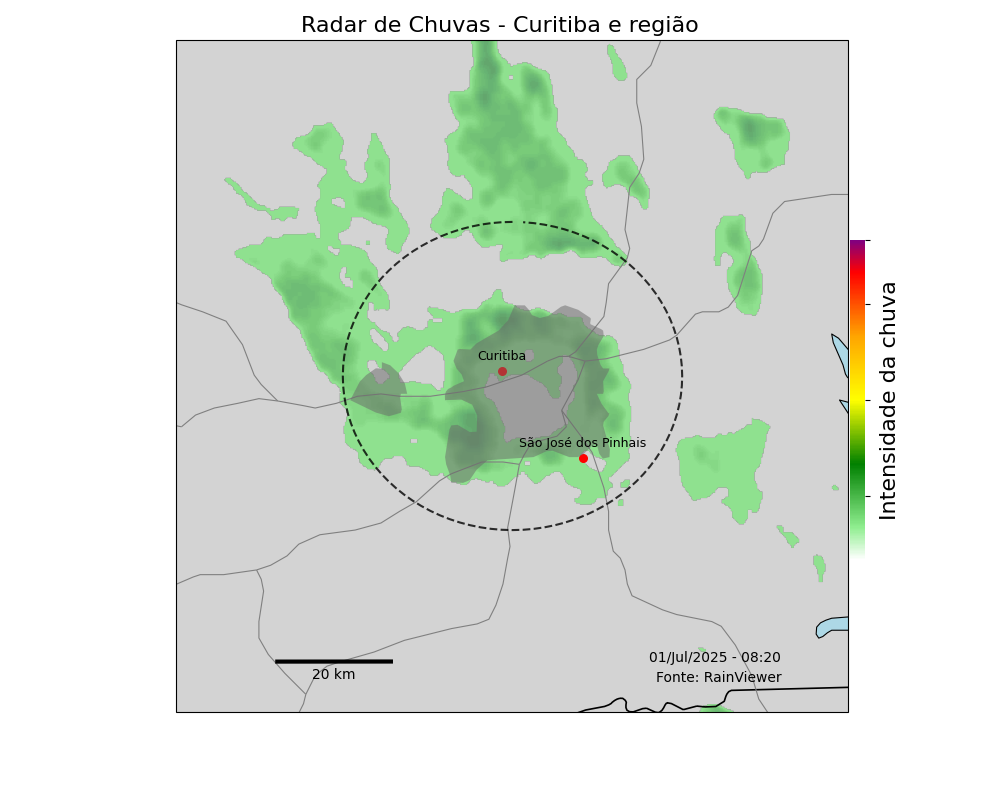 Radar de Chuvas - Curitiba e região
Curitiba
São José dos Pinhais
Intensidade da chuva
01/Jul/2025 - 08:20
20 km
Fonte: RainViewer